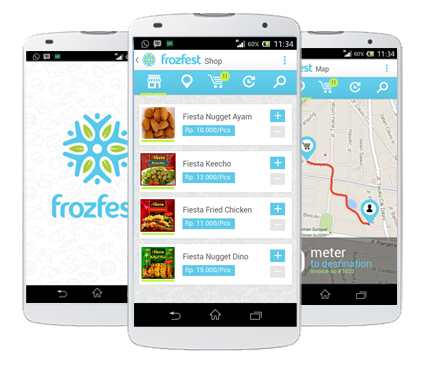 frozfest
60% 11:34
frozfest Shop
11
Fiesta Nugget Ayam
Rp. 10.000/Pcs
Fiesta Keecho
Rp. 12.000/Pcs
Fiesta Fried Chicken
Rp. 11.000/Pcs
Fiesta Nugget Dino
Rp. 15.000/Pcs
60% 11:34
zfest Map
11
meter
to destination
invoice no #1023